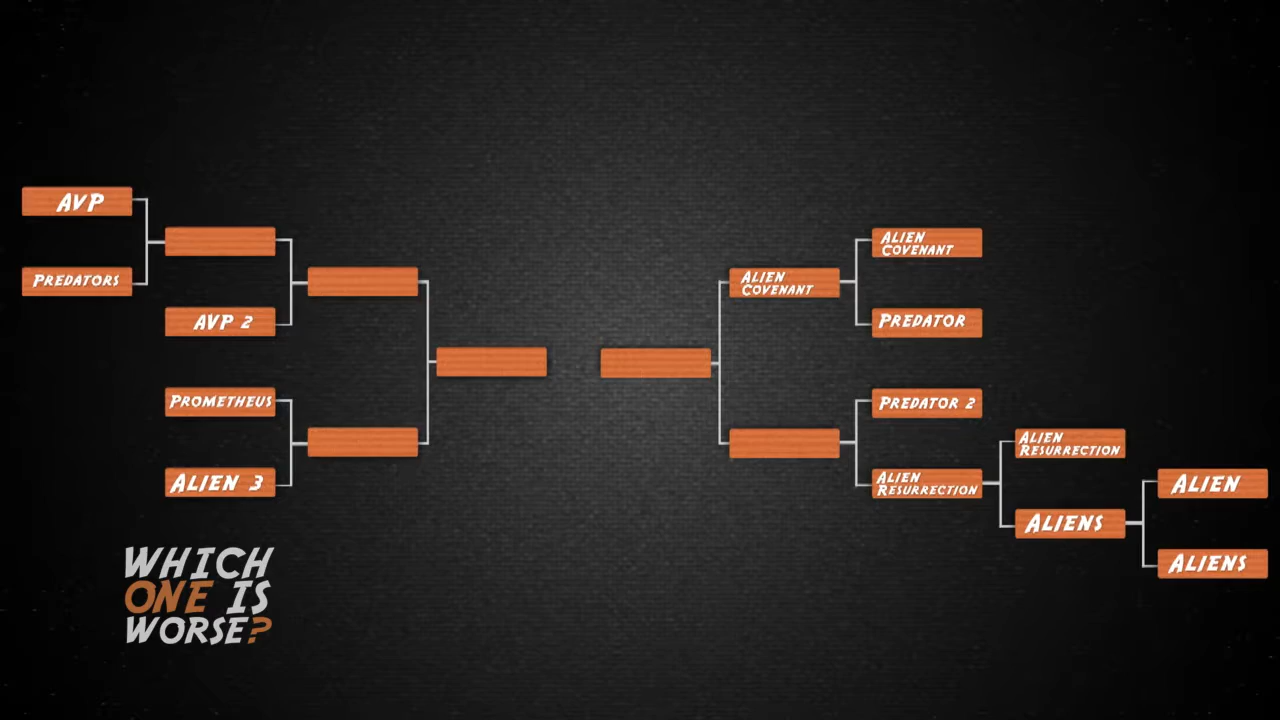 AVP
PREDATORS
AVP 2
PROMETHEUS
ALIEN 3
ALIEN
COVENANT
ALIEN
COVENANT
PREDATOR
PREDATOR 2
ALIEN
RESURRECTION
ALIEN
RESURRECTION
ALIENS
ALIEN
ALIENS
WHICH
ONE IS
WORSE?